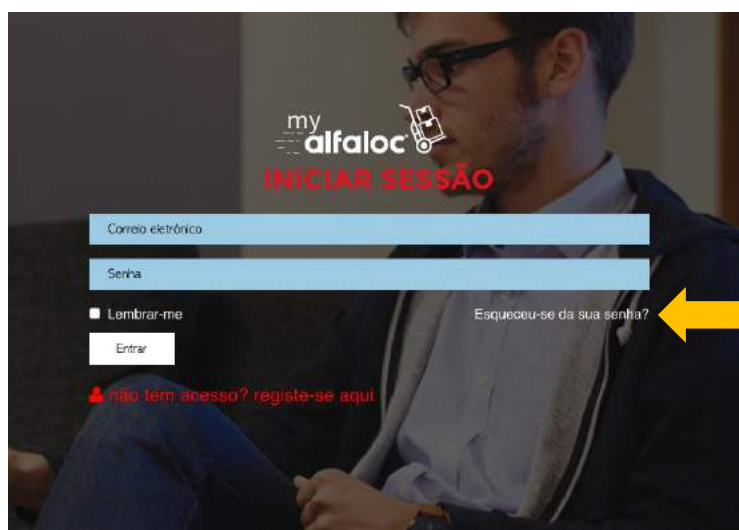 my
alfaloc
INICIAR SESSÃO
Correio eletrónico
Senha
Lembrar-me
Esqueceu-se da sua senha?
Entrar
não tem acesso? registe-se aqui